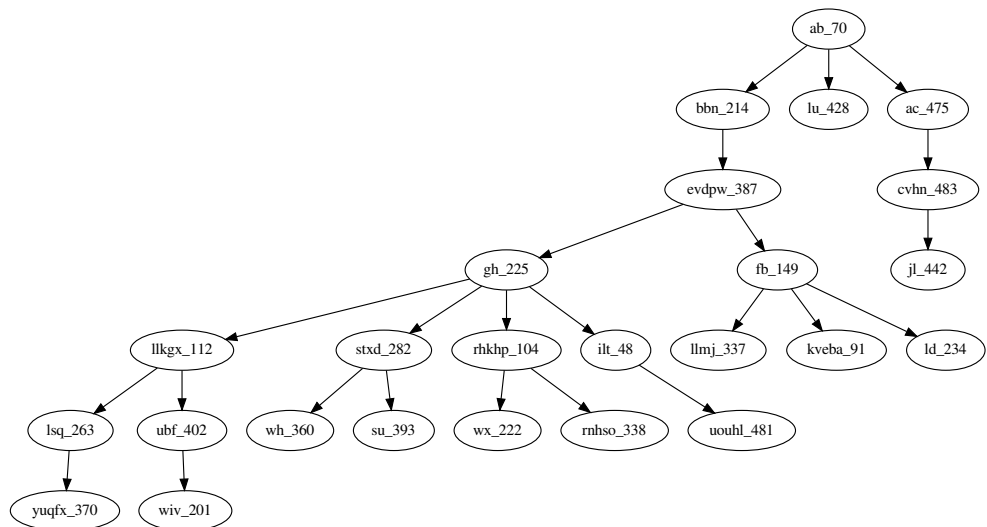 ab_70
bbn_214 lu_428 ac_475
evdpw_387 cvhn_483
gh_225 fb_149 jl_442
llkgx_112 stxd_282 rhkhp_104 ilt_48 llmj_337 kveba_91 ld_234
lsq_263 ubf_402 wh_360 su_393 wx_222 rnhso_338 uouhl_481
yuqfx_370 wiv_201